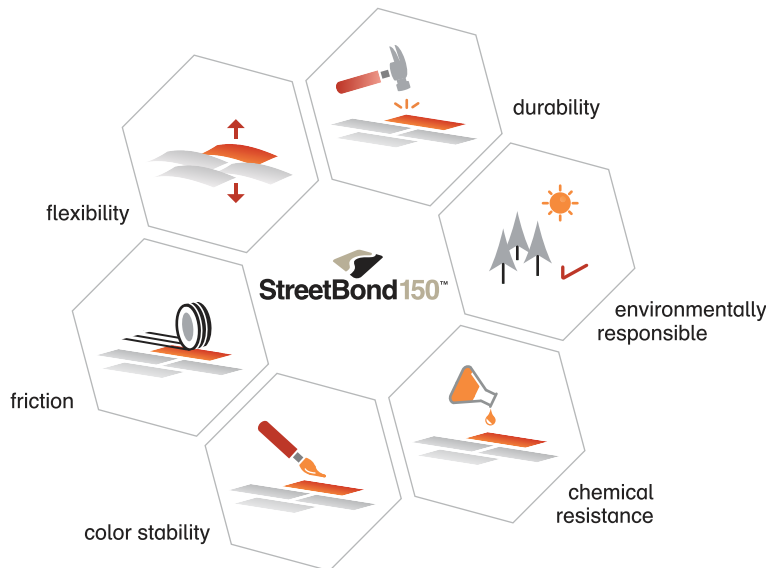 durability
flexibility
StreetBond150™
environmentally
responsible
friction
chemical
resistance
color stability